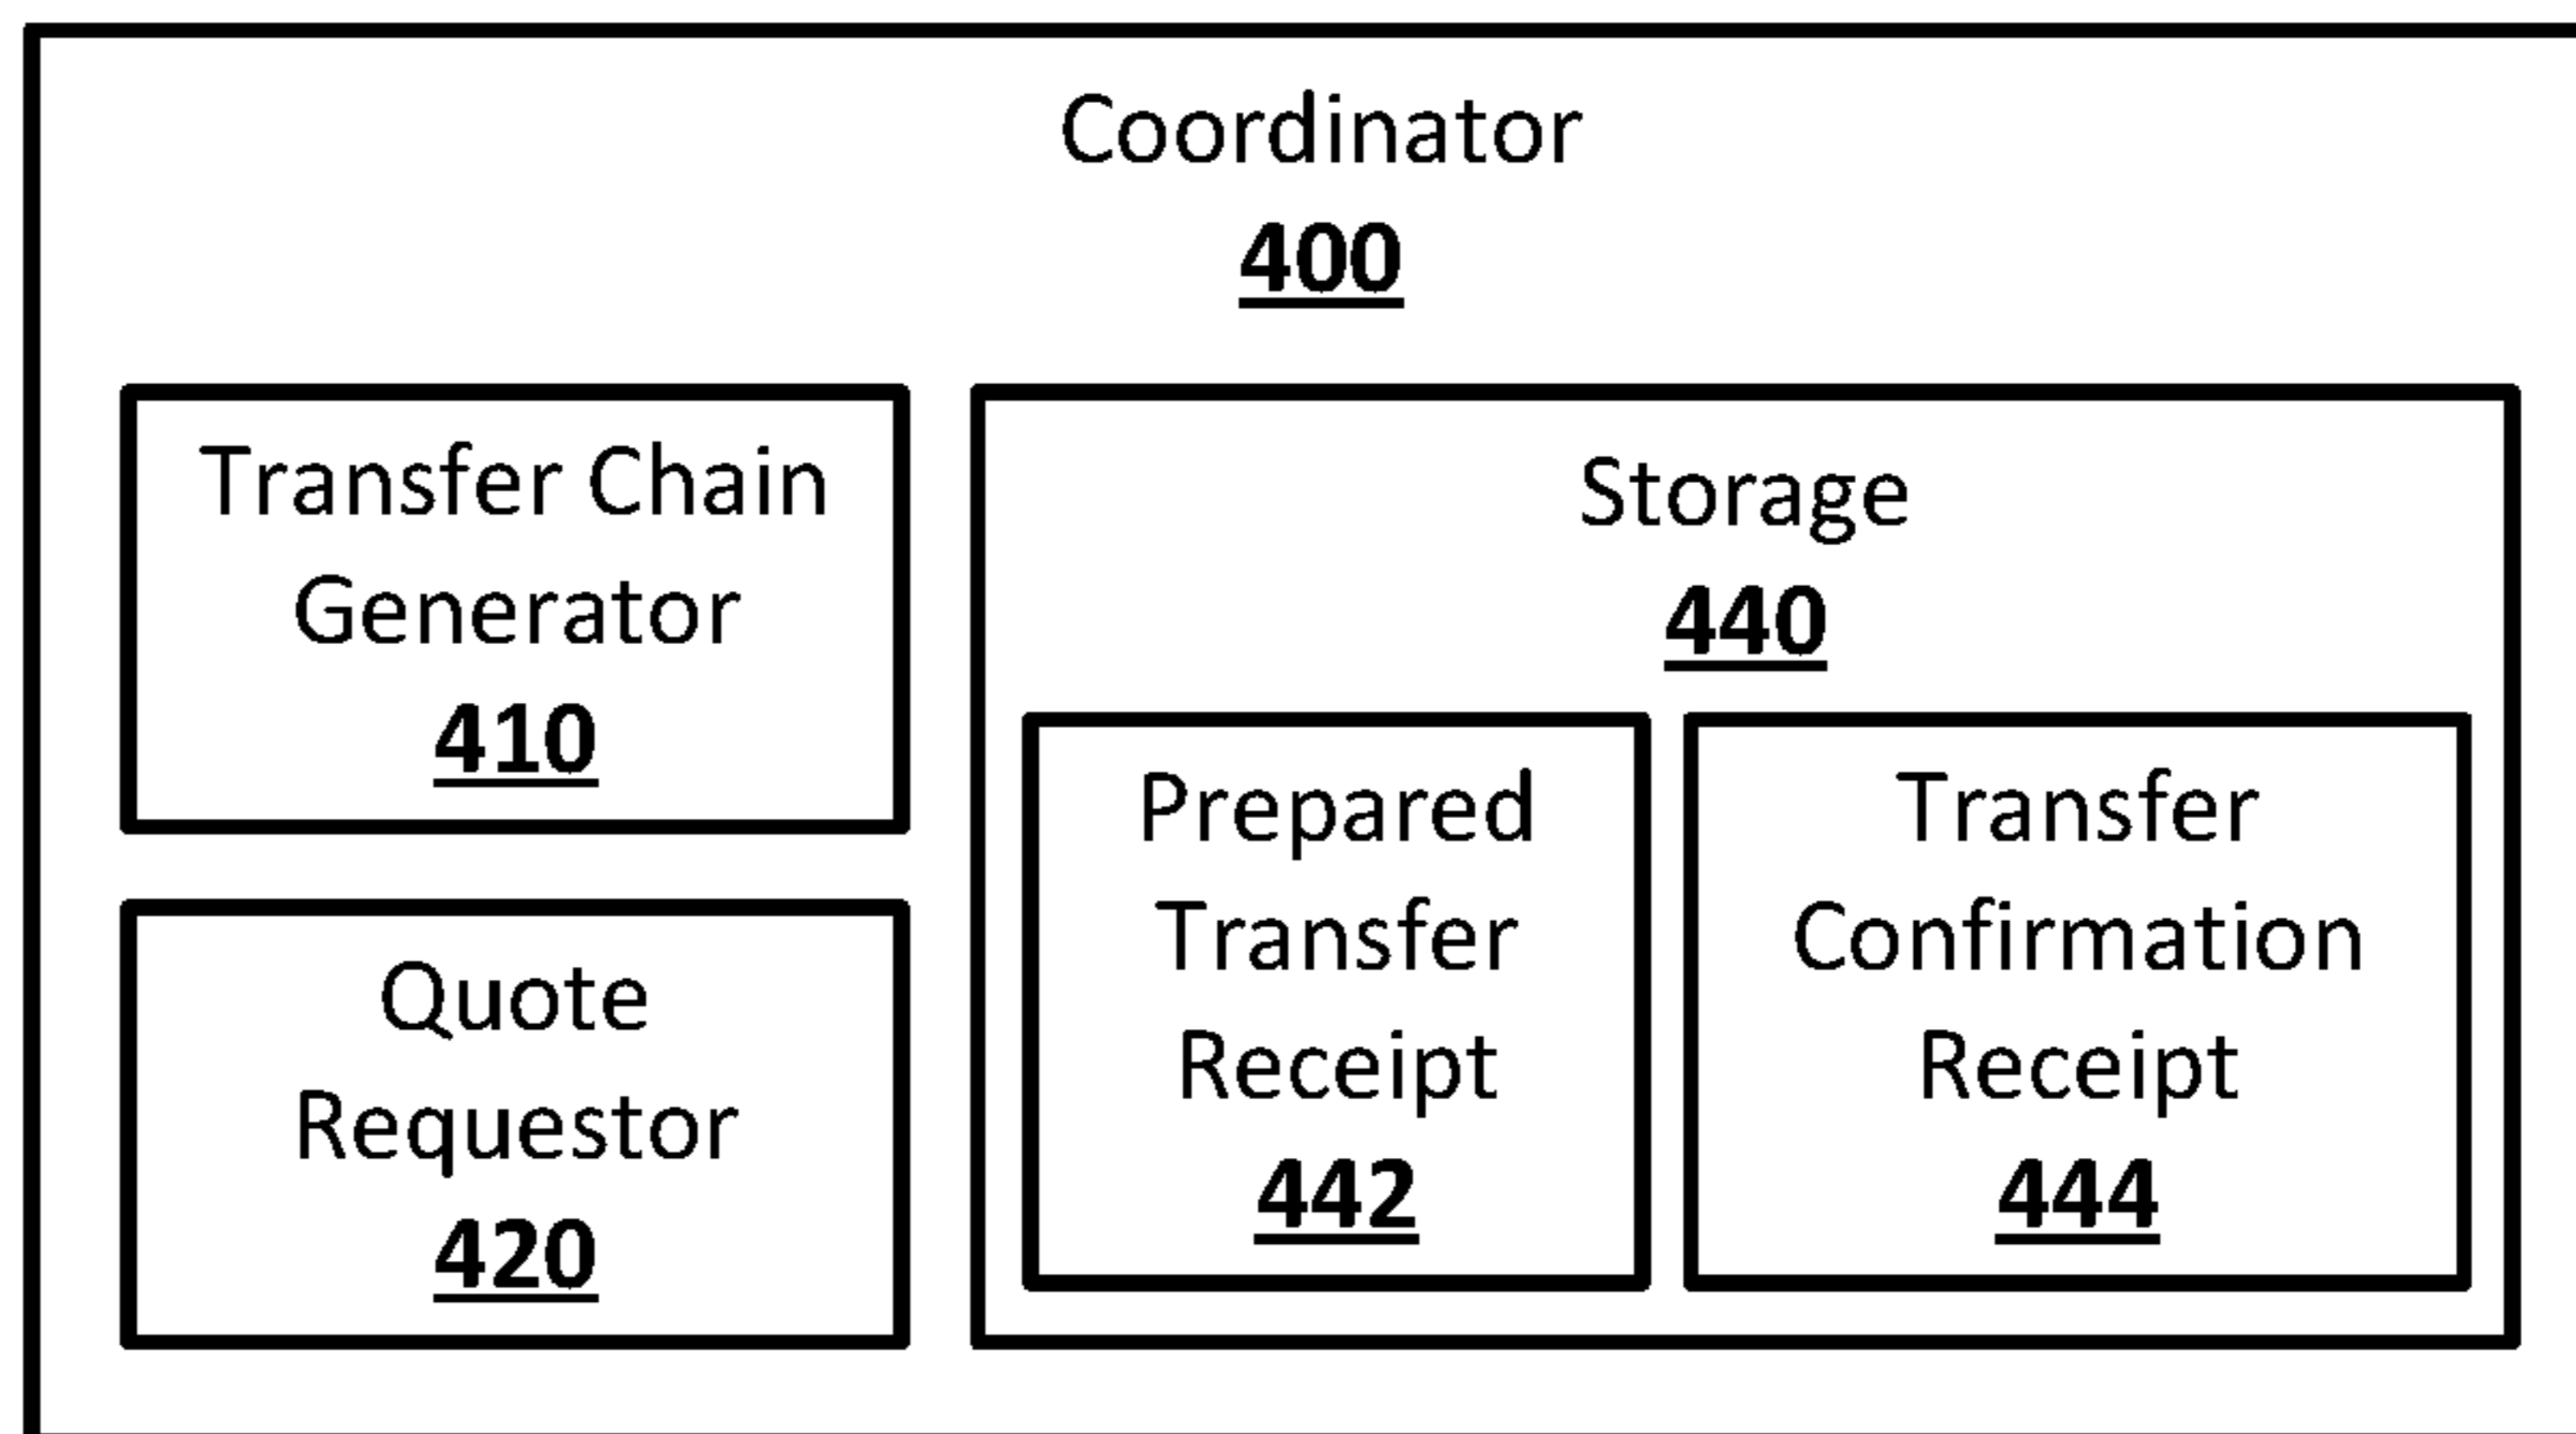 Coordinator
400
Transfer Chain
Generator
410
Quote
Requestor
420
Storage
440
Prepared
Transfer
Receipt
442
Transfer
Confirmation
Receipt
444